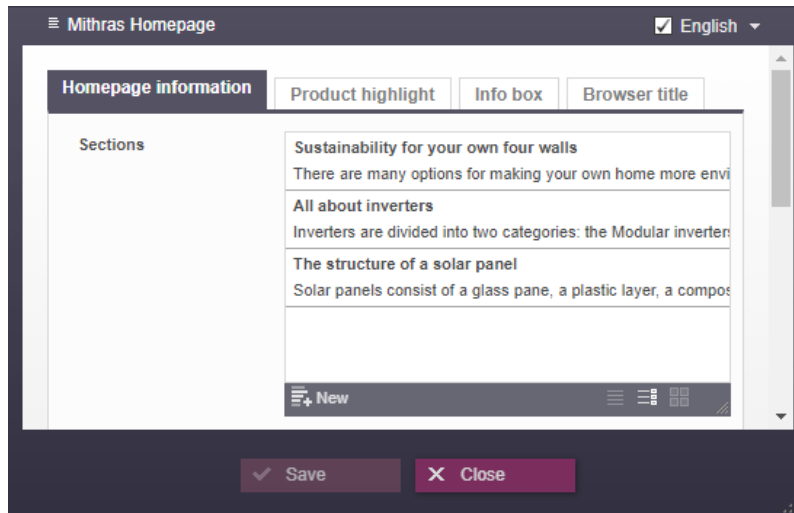 Mithras Homepage
English
Homepage information
Product highlight
Info box
Browser title
Sections
Sustainability for your own four walls
There are many options for making your own home more envi
All about inverters
Inverters are divided into two categories: the Modular inverter
The structure of a solar panel
Solar panels consist of a glass pane, a plastic layer, a compos
New
Save
Close